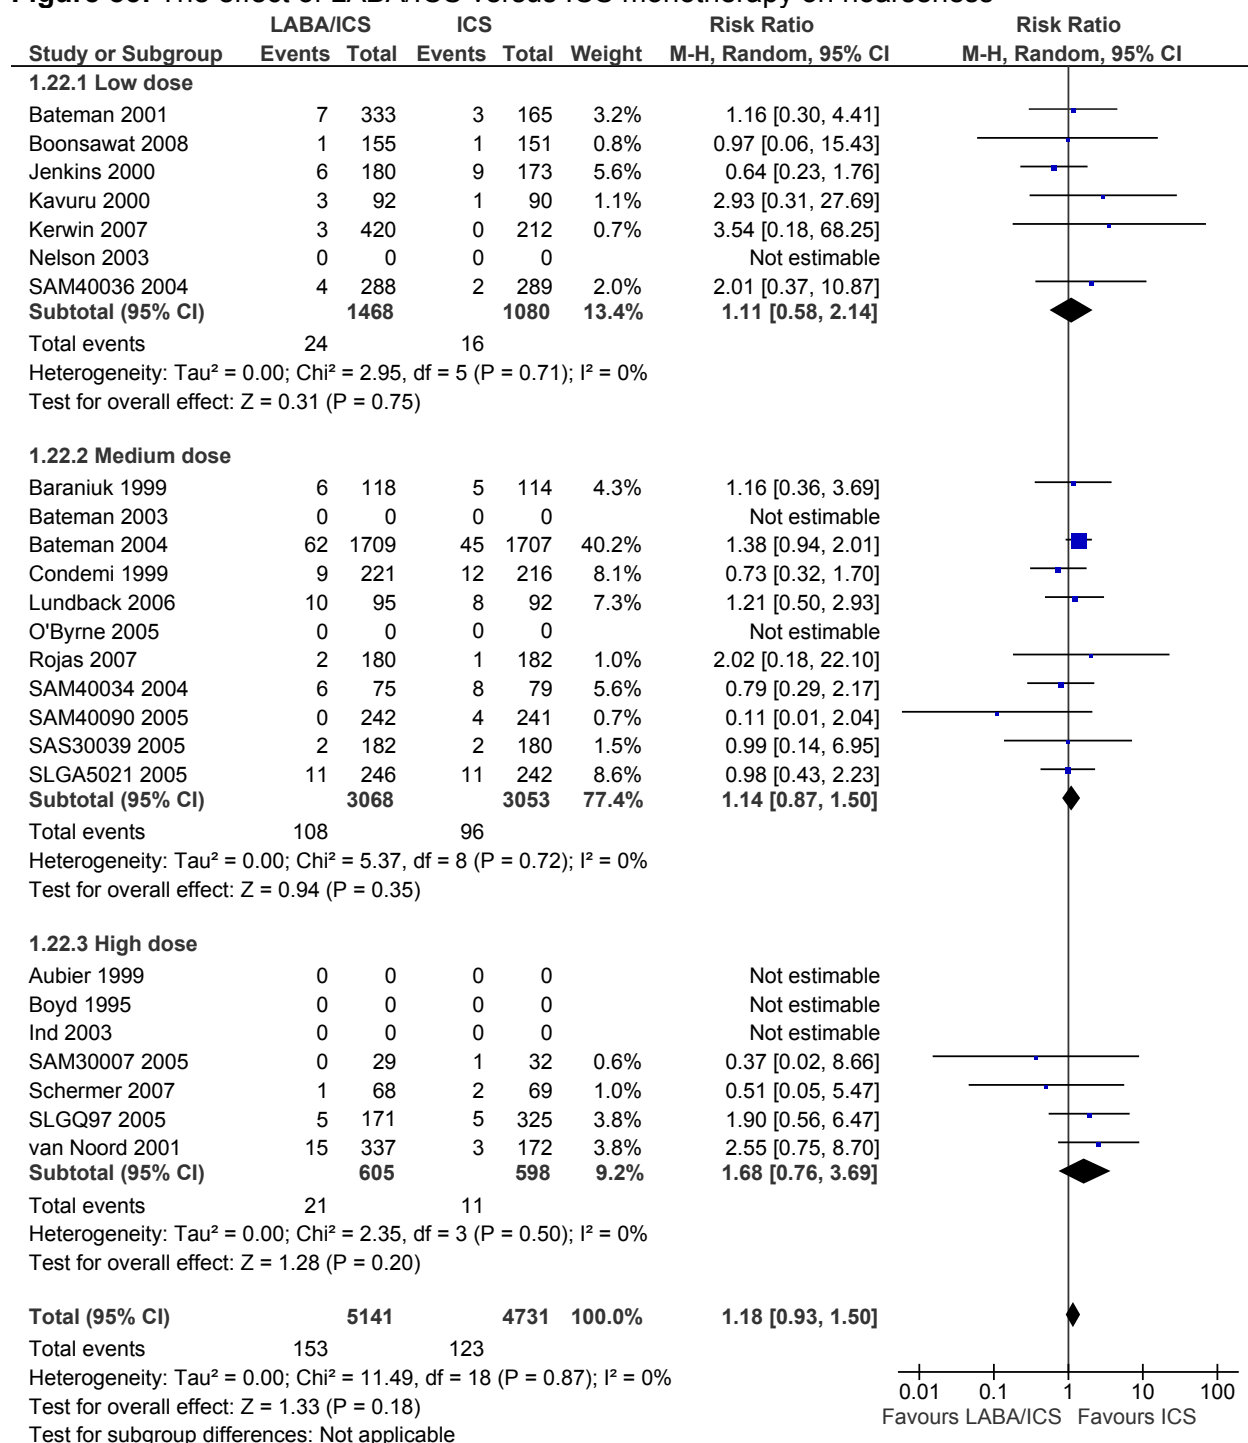 LABA/ICS ICS Risk Ratio Risk Ratio
Study or Subgroup Events Total Events Total Weight M-H, Random, 95% CI M-H, Random, 95% CI
1.22.1 Low dose
Bateman 2001 7 333 3 165 3.2% 1.16 [0.30, 4.41]
Boonsawat 2008 1 155 1 151 0.8% 0.97 [0.06, 15.43]
Jenkins 2000 6 180 9 173 5.6% 0.64 [0.23, 1.76]
Kavuru 2000 3 92 1 90 1.1% 2.93 [0.31, 27.69]
Kerwin 2007 3 420 0 212 0.7% 3.54 [0.18, 68.25]
Nelson 2003 0 0 0 0 Not estimable
SAM40036 2004 4 288 2 289 2.0% 2.01 [0.37, 10.87]
Subtotal (95% CI) 1468 1080 13.4% 1.11 [0.58, 2.14]
Total events 24 16
Heterogeneity: Tau² = 0.00; Chi² = 2.95, df = 5 (P = 0.71); I² = 0%
Test for overall effect: Z = 0.31 (P = 0.75)
1.22.2 Medium dose
Baraniuk 1999 6 118 5 114 4.3% 1.16 [0.36, 3.69]
Bateman 2003 0 0 0 0 Not estimable
Bateman 2004 62 1709 45 1707 40.2% 1.38 [0.94, 2.01]
Condemi 1999 9 221 12 216 8.1% 0.73 [0.32, 1.70]
Lundback 2006 10 95 8 92 7.3% 1.21 [0.50, 2.93]
O'Byrne 2005 0 0 0 0 Not estimable
Rojas 2007 2 180 1 182 1.0% 2.02 [0.18, 22.10]
SAM40034 2004 6 75 8 79 5.6% 0.79 [0.29, 2.17]
SAM40090 2005 0 242 4 241 0.7% 0.11 [0.01, 2.04]
SAS30039 2005 2 182 2 180 1.5% 0.99 [0.14, 6.95]
SLGA5021 2005 11 246 11 242 8.6% 0.98 [0.43, 2.23]
Subtotal (95% CI) 3068 3053 77.4% 1.14 [0.87, 1.50]
Total events 108 96
Heterogeneity: Tau² = 0.00; Chi² = 5.37, df = 8 (P = 0.72); I² = 0%
Test for overall effect: Z = 0.94 (P = 0.35)
1.22.3 High dose
Aubier 1999 0 0 0 0 Not estimable
Boyd 1995 0 0 0 0 Not estimable
Ind 2003 0 0 0 0 Not estimable
SAM30007 2005 0 29 1 32 0.6% 0.37 [0.02, 8.66]
Schermer 2007 1 68 2 69 1.0% 0.51 [0.05, 5.47]
SLGQ97 2005 5 171 5 325 3.8% 1.90 [0.56, 6.47]
van Noord 2001 15 337 3 172 3.8% 2.55 [0.75, 8.70]
Subtotal (95% CI) 605 598 9.2% 1.68 [0.76, 3.69]
Total events 21 11
Heterogeneity: Tau² = 0.00; Chi² = 2.35, df = 3 (P = 0.50); I² = 0%
Test for overall effect: Z = 1.28 (P = 0.20)
Total (95% CI) 5141 4731 100.0% 1.18 [0.93, 1.50]
Total events 153 123
Heterogeneity: Tau² = 0.00; Chi² = 11.49, df = 18 (P = 0.87); I² = 0%
Test for overall effect: Z = 1.33 (P = 0.18)
Test for subgroup differences: Not applicable
0.01 0.1 1 10 100
Favours LABA/ICS Favours ICS